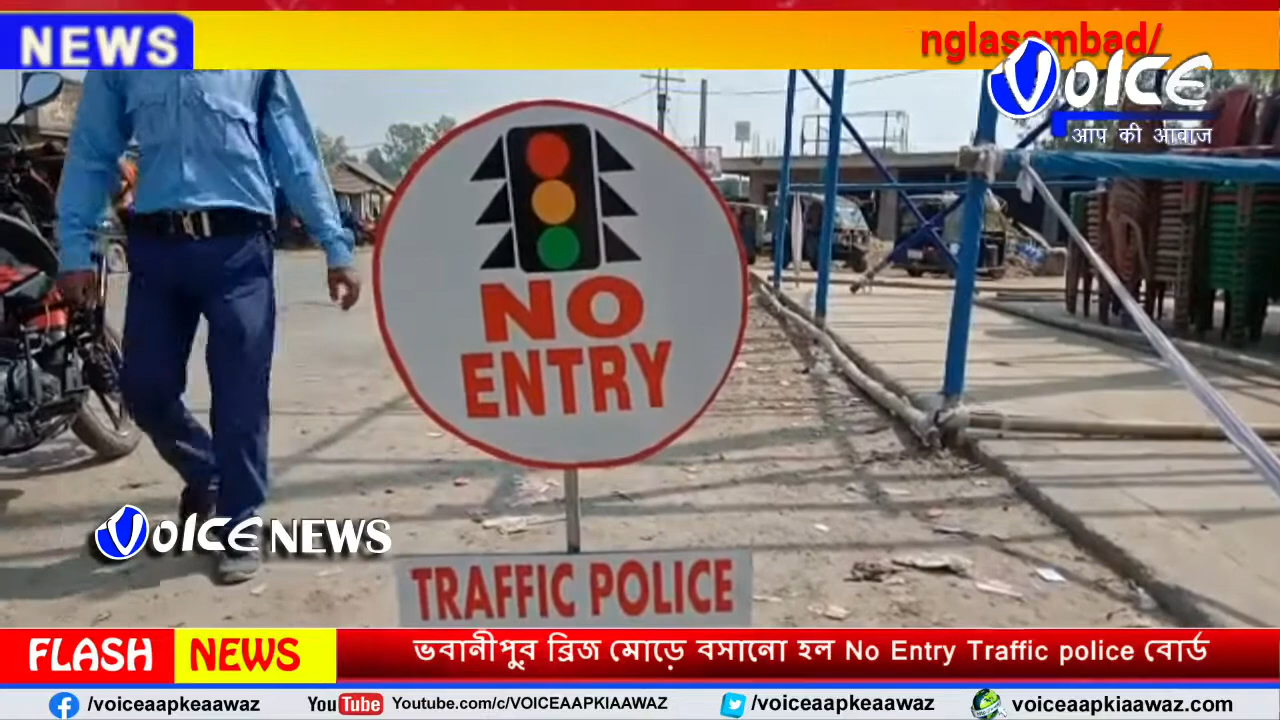 NEWS
nglasambad/
VOICE
आप की आवाज
NO
ENTRY
VOICE NEWS
TRAFFIC POLICE
FLASH NEWS
ভবানীপুব ব্রিজ মোড়ে বসানো হল No Entry Traffic police বোর্ড
/voiceaapkeaawaz
YouTube Youtube.com/c/VOICEAAPKIAAWAZ
/voiceaapkeaawaz
voiceaapkiaawaz.com